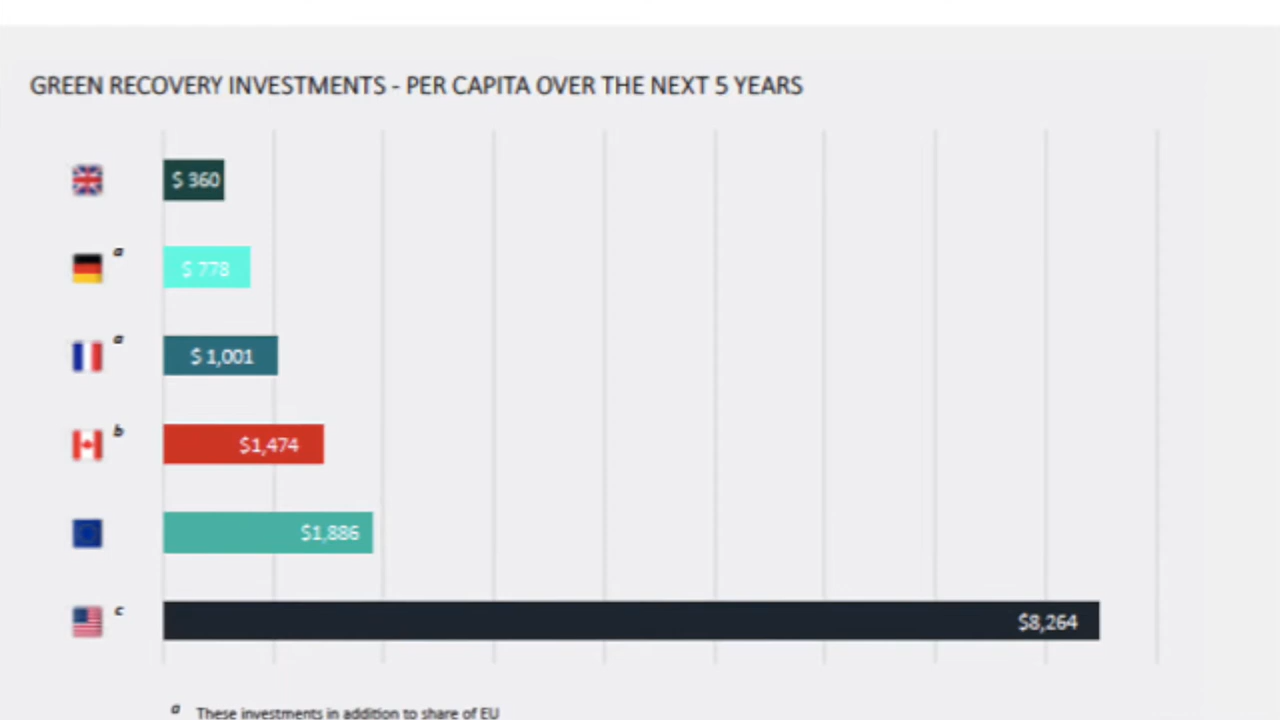 GREEN RECOVERY INVESTMENTS - PER CAPITA OVER THE NEXT 5 YEARS
$ 360
a
$ 778
a
$ 1,001
b
$1,474
$1,886
c
$8,264
a These investments in addition to share of EU